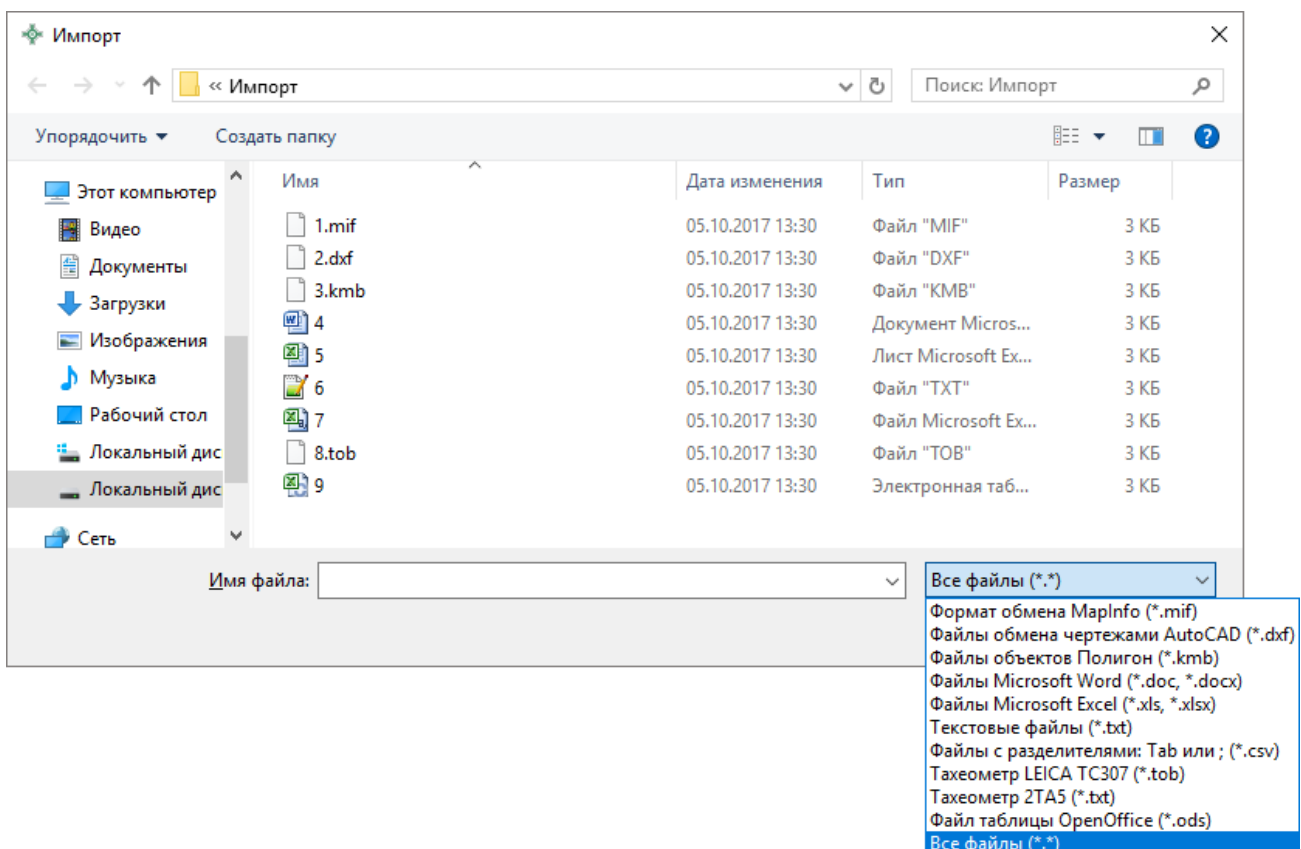 Импорт
« Импорт
Поиск: Импорт
Упорядочить
Создать папку
?
Имя Дата изменения Тип Размер
Этот компьютер
Видео
Документы
Загрузки
Изображения
Музыка
Рабочий стол
Локальный дис
Локальный дис
Сеть
1.mif 05.10.2017 13:30 Файл "MIF" 3 КБ
2.dxf 05.10.2017 13:30 Файл "DXF" 3 КБ
3.kmb 05.10.2017 13:30 Файл "KMB" 3 КБ
4 05.10.2017 13:30 Документ Micros... 3 КБ
5 05.10.2017 13:30 Лист Microsoft Ex... 3 КБ
6 05.10.2017 13:30 Файл "TXT" 3 КБ
7 05.10.2017 13:30 Файл Microsoft Ex... 3 КБ
8.tob 05.10.2017 13:30 Файл "TOB" 3 КБ
9 05.10.2017 13:30 Электронная таб... 3 КБ
Имя файла:
Все файлы (*.*)
Формат обмена MapInfo (*.mif)
Файлы обмена чертежами AutoCAD (*.dxf)
Файлы объектов Полигон (*.kmb)
Файлы Microsoft Word (*.doc, *.docx)
Файлы Microsoft Excel (*.xls, *.xlsx)
Текстовые файлы (*.txt)
Файлы с разделителями: Tab или ; (*.csv)
Тахеометр LEICA TC307 (*.tob)
Тахеометр 2TA5 (*.txt)
Файл таблицы OpenOffice (*.ods)
Все файлы (*.*)